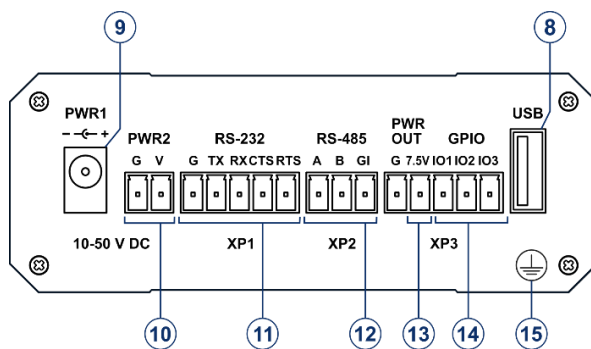 9
8
PWR1
- +
PWR2
G V
RS-232
G TX RX CTS RTS
RS-485
A B GI
PWR
OUT
G 7.5V
GPIO
IO1 IO2 IO3
USB
10-50 V DC
XP1
XP2
XP3
10
11
12
13
14
15